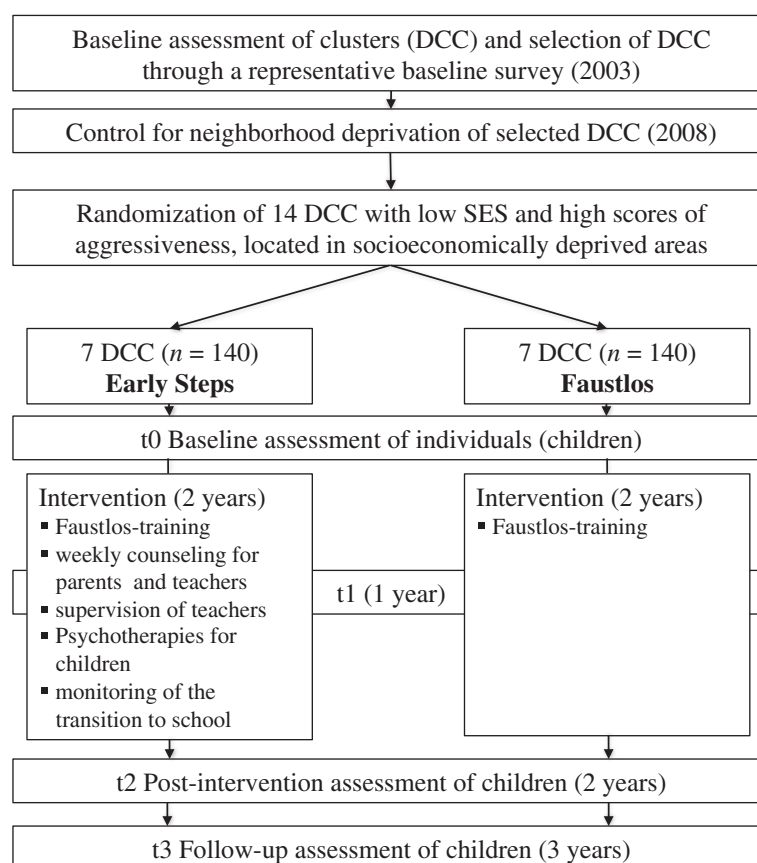 Baseline assessment of clusters (DCC) and selection of DCC
through a representative baseline survey (2003)
Control for neighborhood deprivation of selected DCC (2008)
Randomization of 14 DCC with low SES and high scores of
aggressiveness, located in socioeconomically deprived areas
7 DCC (n = 140)
Early Steps
7 DCC (n = 140)
Faustlos
t0 Baseline assessment of individuals (children)
Intervention (2 years)
▪ Faustlos-training
▪ weekly counseling for
parents and teachers
▪ supervision of teachers
▪ Psychotherapies for
children
▪ monitoring of the
transition to school
t1 (1 year)
Intervention (2 years)
▪ Faustlos-training
t2 Post-intervention assessment of children (2 years)
t3 Follow-up assessment of children (3 years)